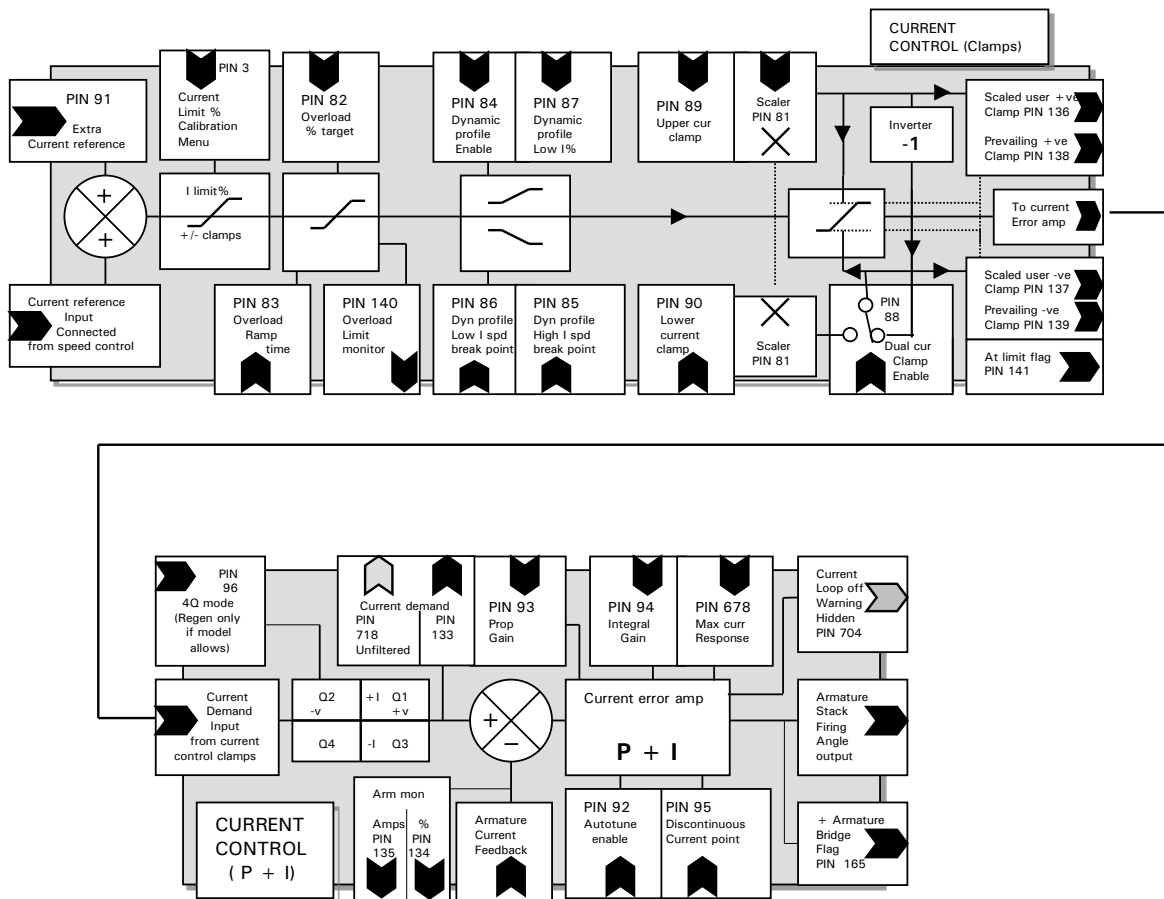 CURRENT
CONTROL (Clamps)
PIN 91
Extra
Current reference
PIN 3
Current
Limit %
Calibration
Menu
PIN 82
Overload
% target
PIN 84
Dynamic
profile
Enable
PIN 87
Dynamic
profile
Low I%
PIN 89
Upper cur
clamp
Scaler
PIN 81
Inverter
-1
Scaled user +ve
Clamp PIN 136
Prevailing +ve
Clamp PIN 138
+
+
I limit%
+/- clamps
To current
Error amp
Current reference
Input
Connected
from speed control
PIN 83
Overload
Ramp
time
PIN 140
Overload
Limit
monitor
PIN 86
Dyn profile
Low I spd
break point
PIN 85
Dyn profile
High I spd
break point
PIN 90
Lower
current
clamp
Scaler
PIN 81
PIN
88
Dual cur
Clamp
Enable
Scaled user -ve
Clamp PIN 137
Prevailing -ve
Clamp PIN 139
At limit flag
PIN 141
PIN
96
4Q mode
(Regen only
if model
allows)
Current demand
PIN
718
Unfiltered
PIN
133
PIN 93
Prop
Gain
PIN 94
Integral
Gain
PIN 678
Max curr
Response
Current
Loop off
Warning
Hidden
PIN 704
Current
Demand
Input
from current
control clamps
Q2
-v
+I Q1
+v
Q4
-I Q3
+
−
Current error amp
P + I
Armature
Stack
Firing
Angle
output
CURRENT
CONTROL
( P + I)
Arm mon
Amps
PIN
135
%
PIN
134
Armature
Current
Feedback
PIN 92
Autotune
enable
PIN 95
Discontinuous
Current point
+ Armature
Bridge
Flag
PIN 165